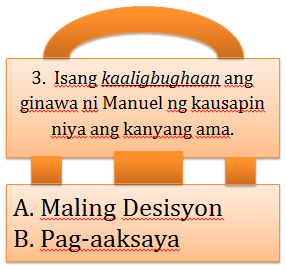 3. Isang kaaligbughaan ang
ginawa ni Manuel ng kausapin
niya ang kanyang ama.
A. Maling Desisyon
B. Pag-aaksaya